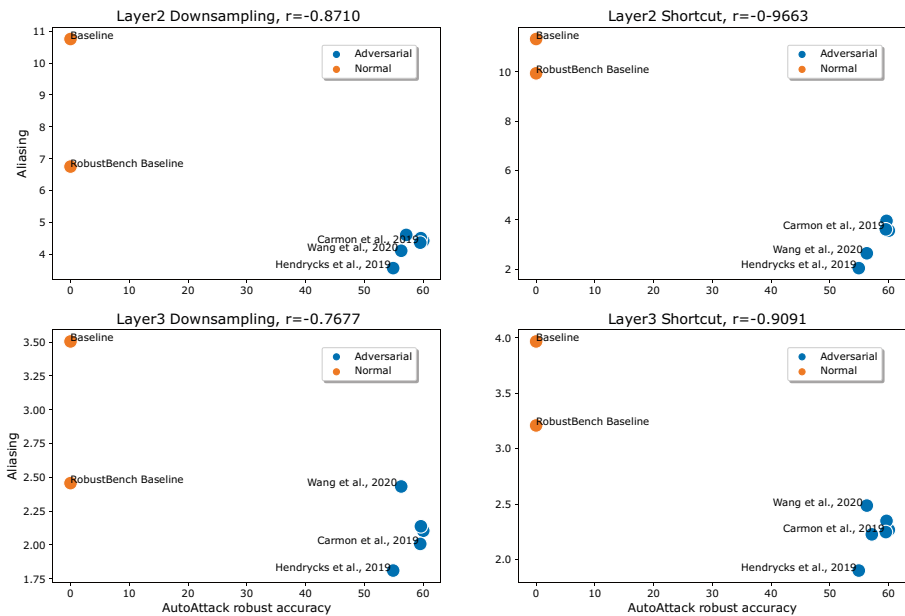 Layer2 Downsampling, r=-0.8710
11
10
9
8
7
6
5
4
Aliasing
Baseline
RobustBench Baseline
Adversarial
Normal
Carmon et al., 2019
Wang et al., 2020
Hendrycks et al., 2019
0 10 20 30 40 50 60
Layer2 Shortcut, r=-0-9663
10
8
6
4
2
Baseline
RobustBench Baseline
Adversarial
Normal
Carmon et al., 2019
Wang et al., 2020
Hendrycks et al., 2019
0 10 20 30 40 50 60
Layer3 Downsampling, r=-0.7677
3.50
3.25
3.00
2.75
2.50
2.25
2.00
1.75
Aliasing
Baseline
RobustBench Baseline
Adversarial
Normal
Wang et al., 2020
Carmon et al., 2019
Hendrycks et al., 2019
0 10 20 30 40 50 60
AutoAttack robust accuracy
Layer3 Shortcut, r=-0.9091
4.0
3.5
3.0
2.5
2.0
Baseline
RobustBench Baseline
Adversarial
Normal
Wang et al., 2020
Carmon et al., 2019
Hendrycks et al., 2019
0 10 20 30 40 50 60
AutoAttack robust accuracy